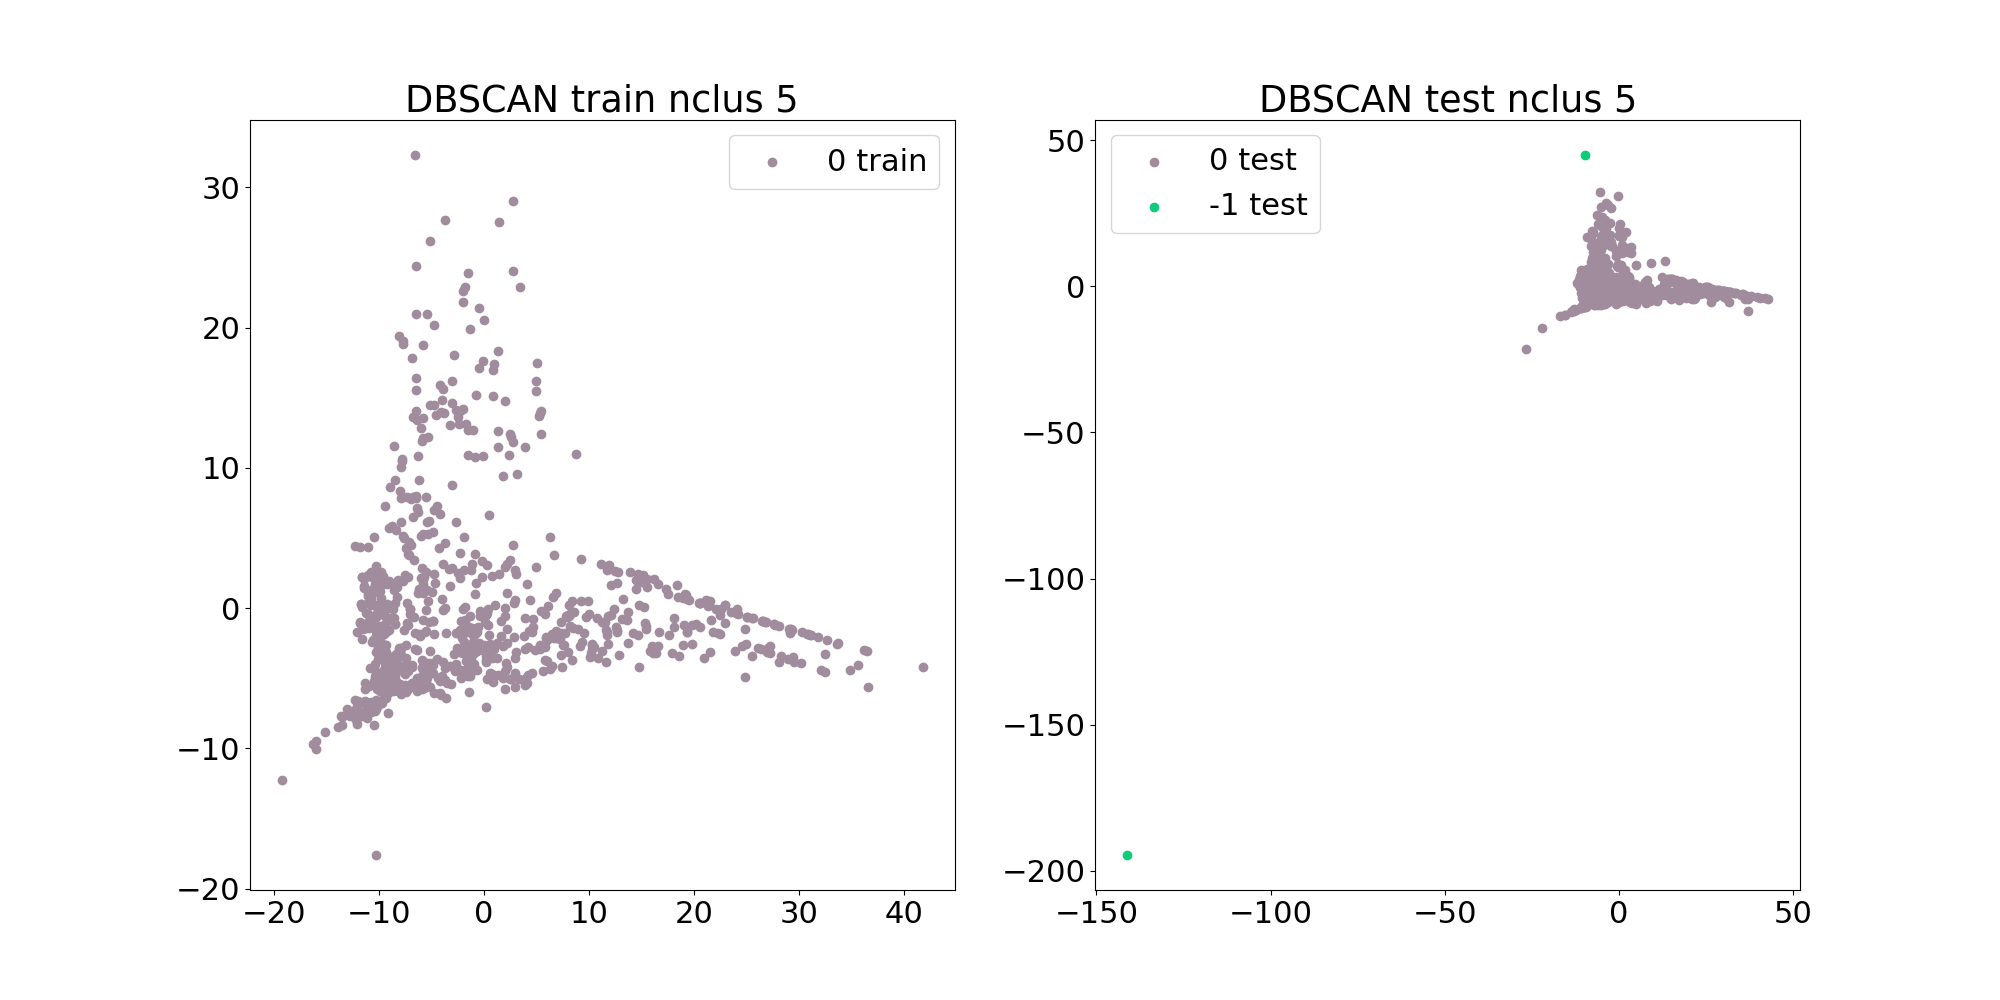 DBSCAN train nclus 5
0 train
30
20
10
0
−10
−20
−20 −10 0 10 20 30 40
DBSCAN test nclus 5
0 test
-1 test
50
0
−50
−100
−150
−200
−150 −100 −50 0 50